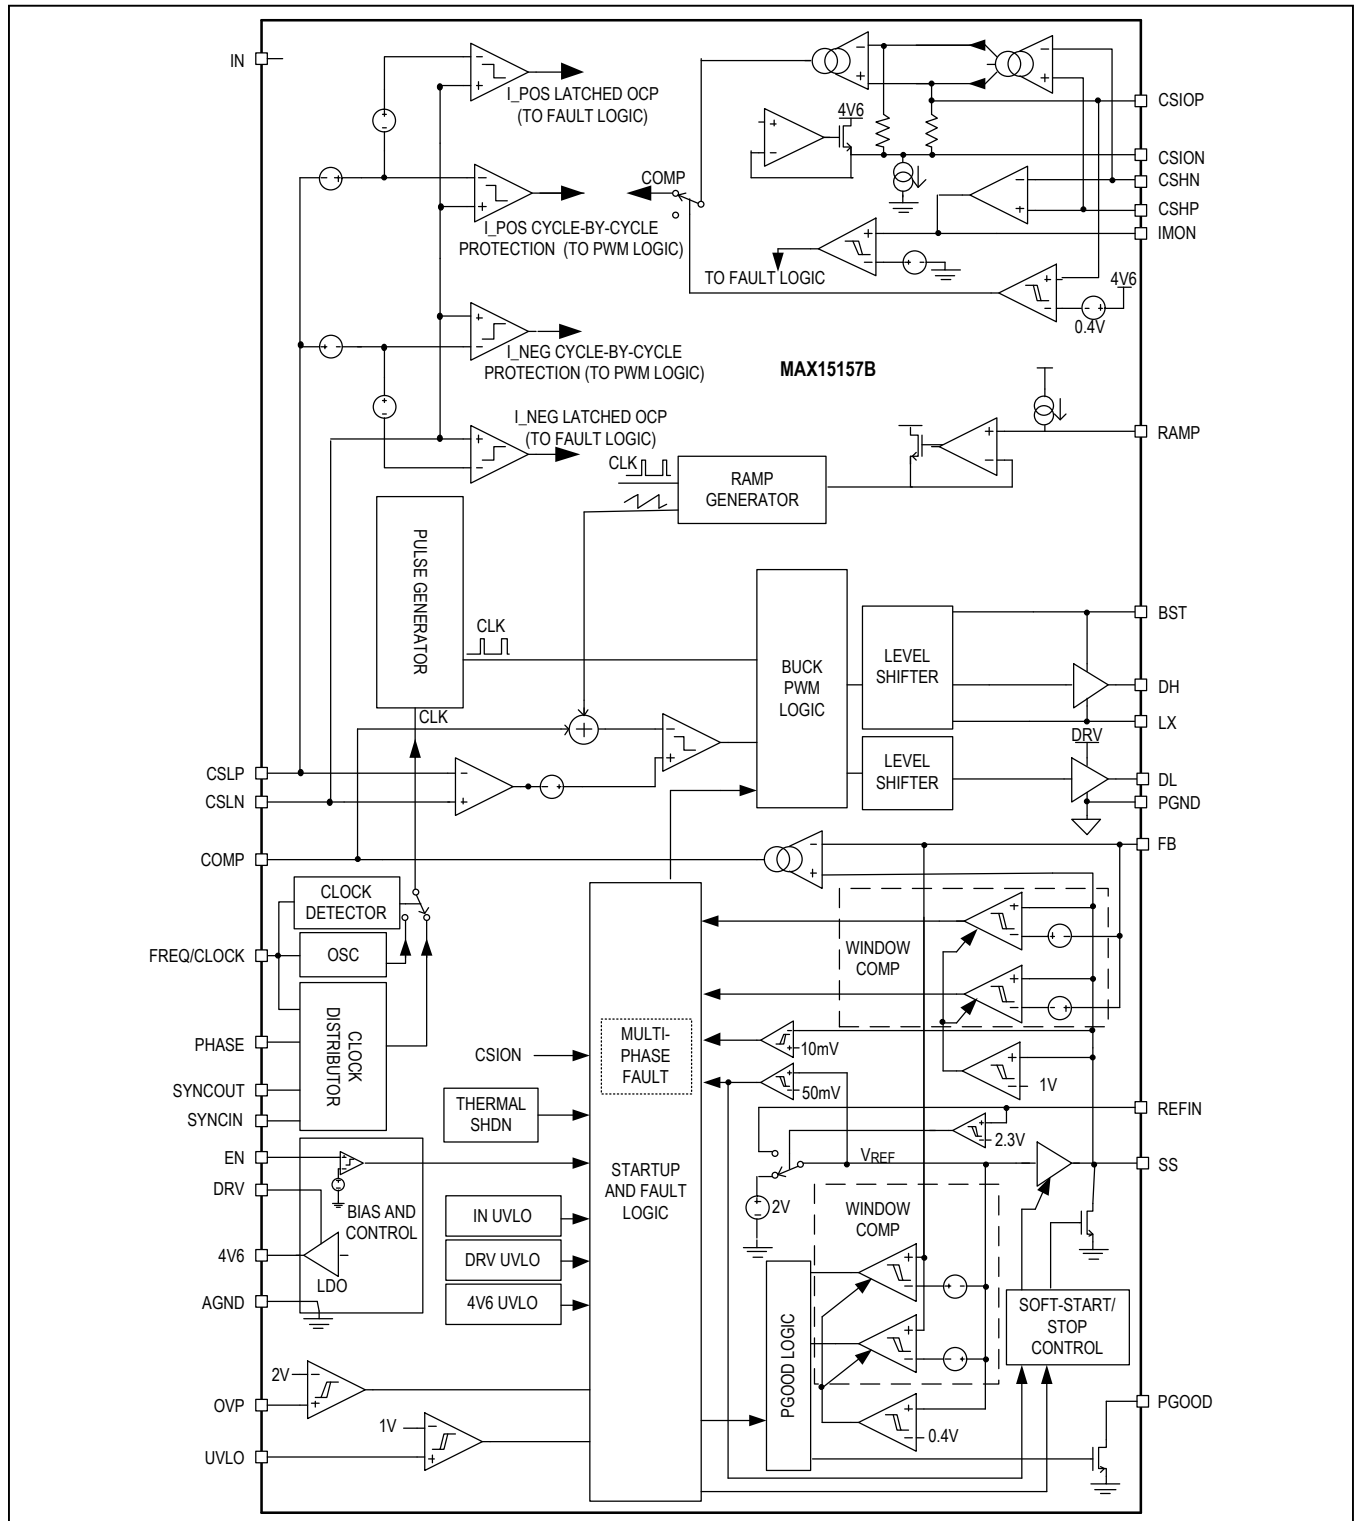 IN
I_POS LATCHED OCP
(TO FAULT LOGIC)
4V6
CSIOP
CSION
CSHN
CSHP
IMON
COMP
I_POS CYCLE-BY-CYCLE
PROTECTION (TO PWM LOGIC)
TO FAULT LOGIC
4V6
0.4V
I_NEG CYCLE-BY-CYCLE
PROTECTION (TO PWM LOGIC)
MAX15157B
I_NEG LATCHED OCP
(TO FAULT LOGIC)
RAMP
CLK
RAMP
GENERATOR
PULSE GENERATOR
CLK
CLK
BUCK
PWM
LOGIC
LEVEL
SHIFTER
LEVEL
SHIFTER
BST
DH
LX
DRV
DL
PGND
CSLP
CSLN
COMP
FB
CLOCK
DETECTOR
FREQ/CLOCK
OSC
CLOCK
DISTRIBUTOR
PHASE
SYNCOUT
SYNCIN
WINDOW
COMP
MULTI-
PHASE
FAULT
10mV
50mV
1V
CSION
THERMAL
SHDN
REFIN
2.3V
EN
DRV
BIAS AND
CONTROL
4V6
LDO
AGND
STARTUP
AND FAULT
LOGIC
VREF
SS
2V
WINDOW
COMP
IN UVLO
DRV UVLO
4V6 UVLO
PGOOD LOGIC
SOFT-START/
STOP
CONTROL
0.4V
2V
OVP
1V
UVLO
PGOOD